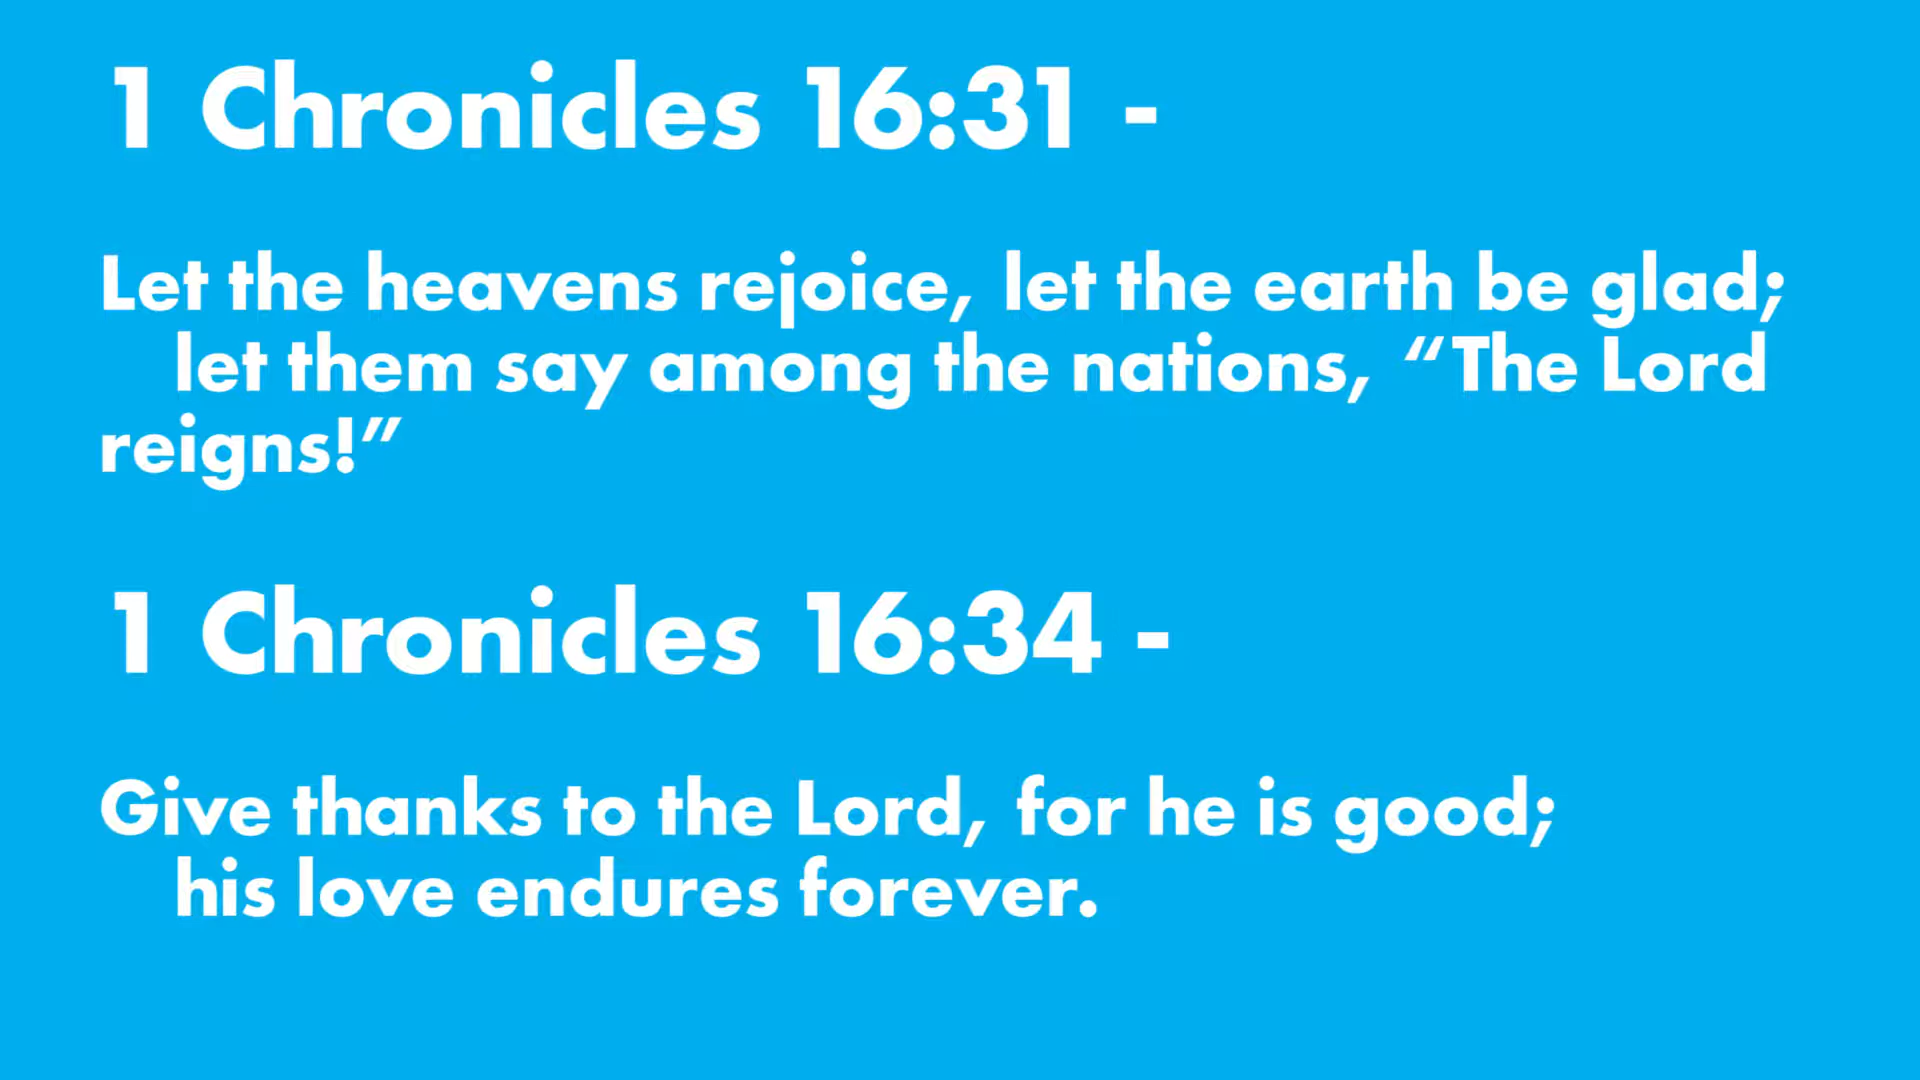 1 Chronicles 16:31 -
Let the heavens rejoice, let the earth be glad;
let them say among the nations, “The Lord
reigns!”
1 Chronicles 16:34 -
Give thanks to the Lord, for he is good;
his love endures forever.